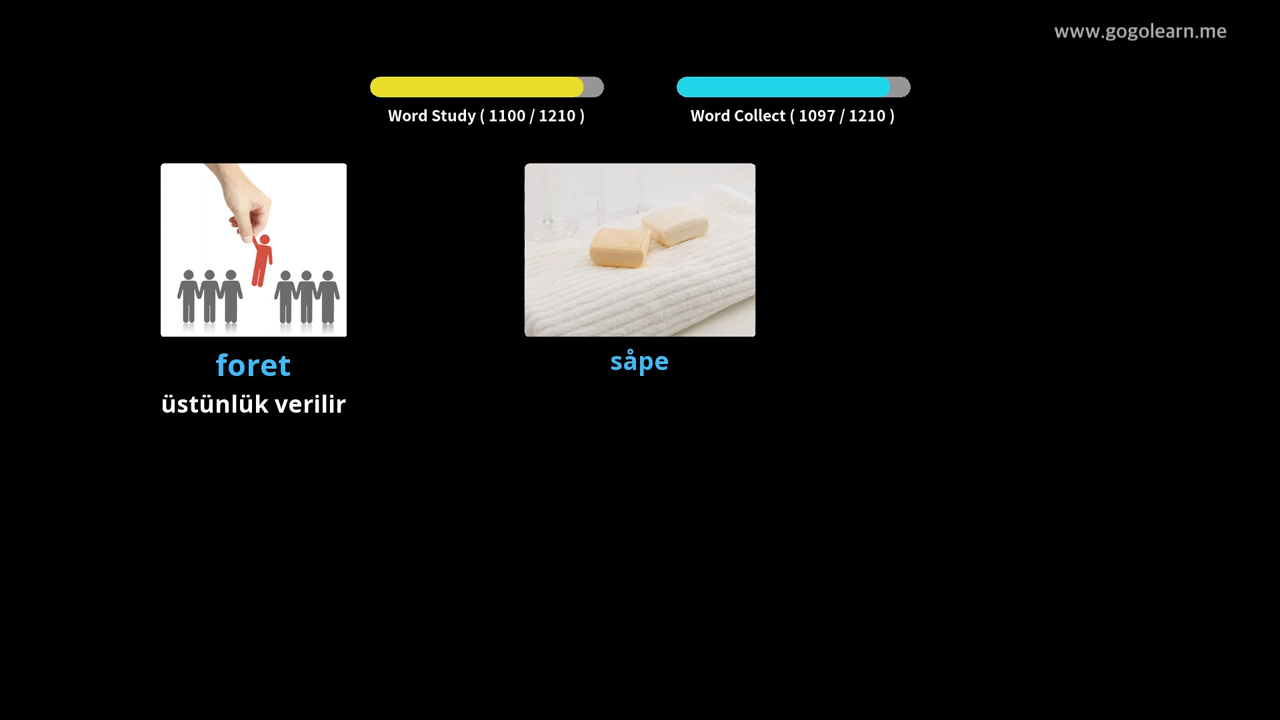 www.gogolearn.me
Word Study ( 1100 / 1210 )
Word Collect ( 1097 / 1210 )
foret
üstünlük verilir
såpe